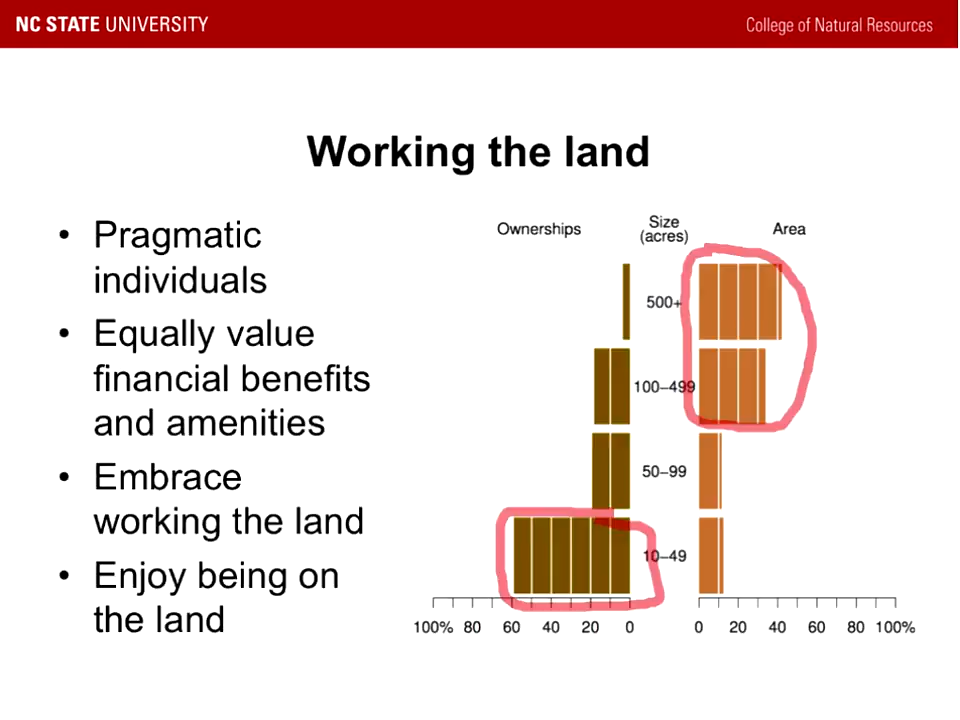 NC STATE UNIVERSITY
College of Natural Resources
Working the land
• Pragmatic
individuals
• Equally value
financial benefits
and amenities
• Embrace
working the land
• Enjoy being on
the land
Ownerships
Size
(acres)
Area
500+
100–499
50–99
10–49
100% 80 60 40 20 0
0 20 40 60 80 100%